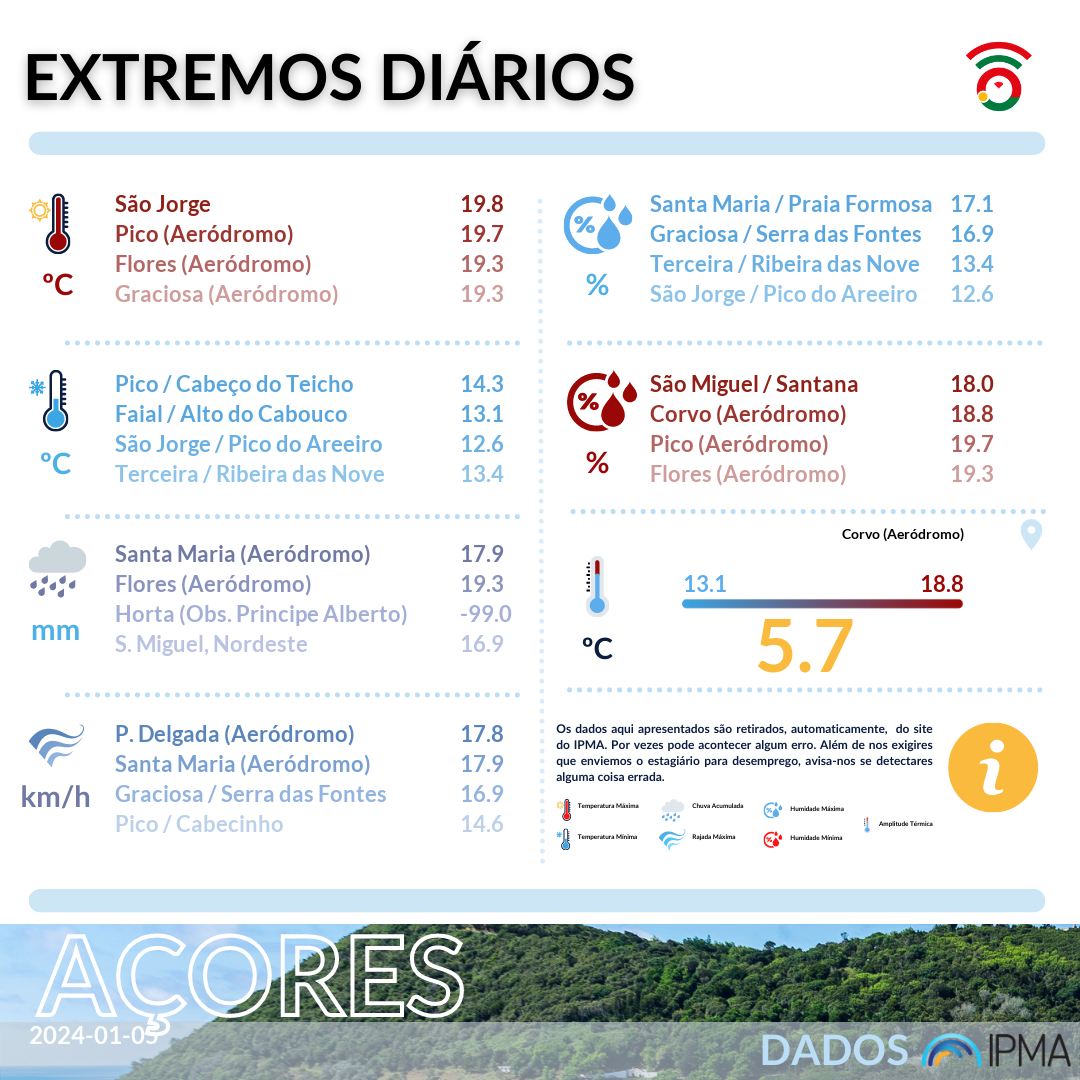 EXTREMOS DIÁRIOS
São Jorge 19.8
Pico (Aeródromo) 19.7
Flores (Aeródromo) 19.3
Graciosa (Aeródromo) 19.3
ºC
Pico / Cabeço do Teicho 14.3
Faial / Alto do Cabouco 13.1
São Jorge / Pico do Areeiro 12.6
Terceira / Ribeira das Nove 13.4
ºC
Santa Maria (Aeródromo) 17.9
Flores (Aeródromo) 19.3
Horta (Obs. Principe Alberto) -99.0
S. Miguel, Nordeste 16.9
mm
P. Delgada (Aeródromo) 17.8
Santa Maria (Aeródromo) 17.9
Graciosa / Serra das Fontes 16.9
Pico / Cabecinho 14.6
km/h
Santa Maria / Praia Formosa 17.1
Graciosa / Serra das Fontes 16.9
Terceira / Ribeira das Nove 13.4
São Jorge / Pico do Areeiro 12.6
%
%
São Miguel / Santana 18.0
Corvo (Aeródromo) 18.8
Pico (Aeródromo) 19.7
Flores (Aeródromo) 19.3
%
%
Corvo (Aeródromo)
13.1 18.8
5.7
ºC
Os dados aqui apresentados são retirados, automaticamente, do site
do IPMA. Por vezes pode acontecer algum erro. Além de nos exigires
que enviemos o estagiário para desemprego, avisa-nos se detectares
alguma coisa errada.
i
Temperatura Máxima Chuva Acumulada Humidade Máxima
Amplitude Térmica
Temperatura Mínima Rajada Máxima Humidade Mínima
AÇORES
2024-01-05
DADOS IPMA